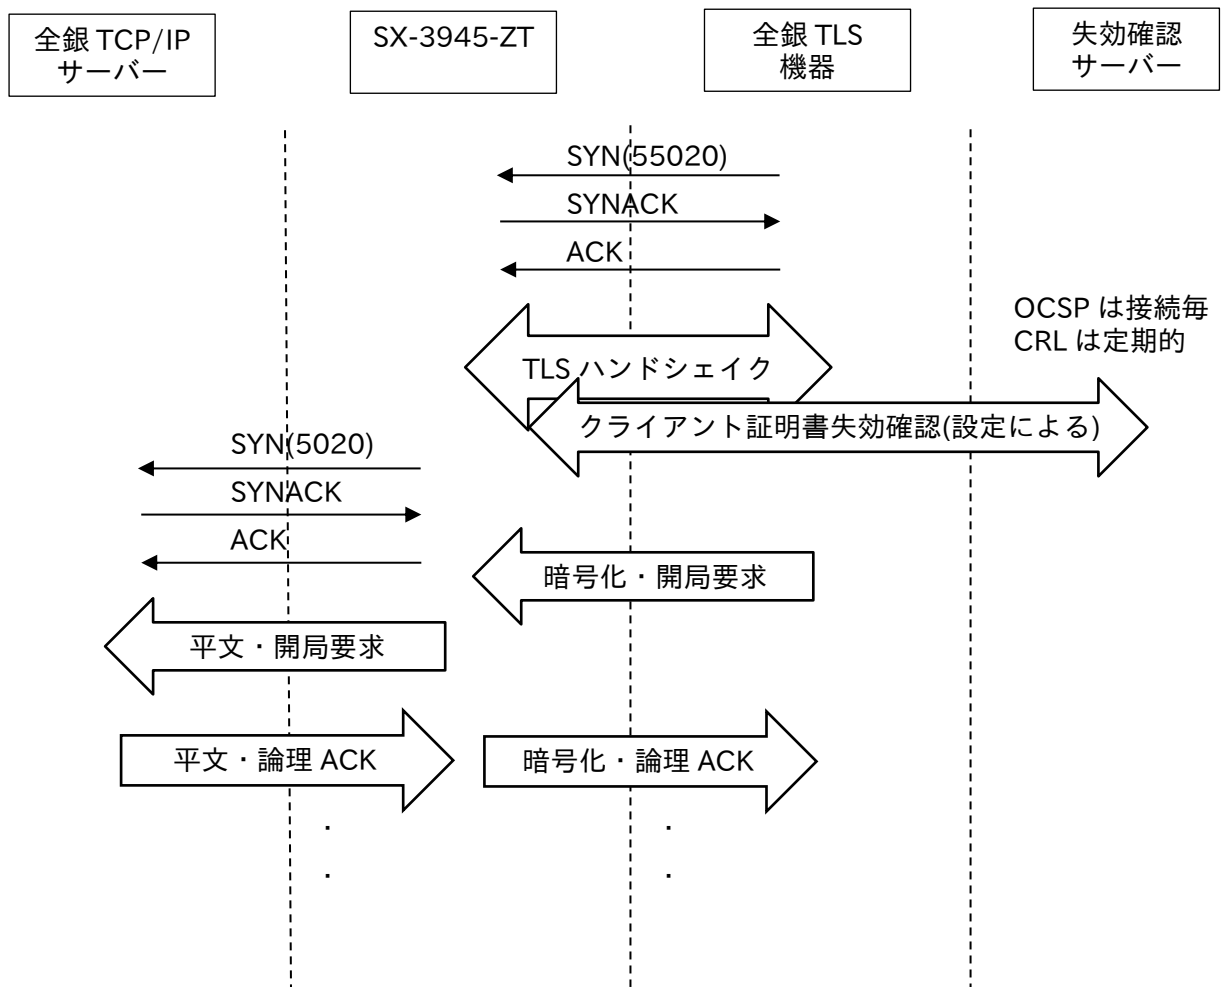 全銀 TCP/IP
サーバー
SX-3945-ZT
全銀 TLS
機器
失効確認
サーバー
SYN(55020)
SYNACK
ACK
OCSP は接続毎
CRL は定期的
TLS ハンドシェイク
クライアント証明書失効確認(設定による)
SYN(5020)
SYNACK
ACK
暗号化・開局要求
平文・開局要求
平文・論理 ACK
暗号化・論理 ACK